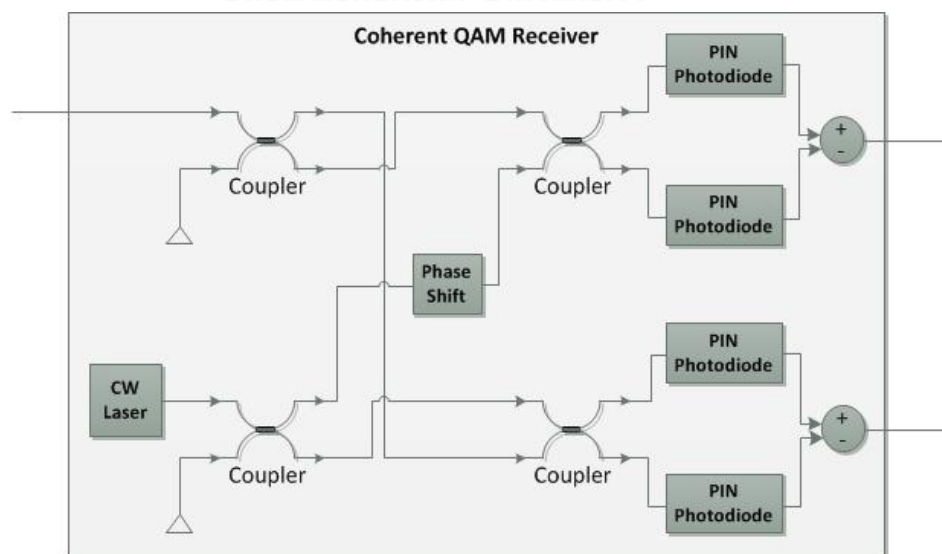 Coherent QAM Receiver
PIN
Photodiode
+
-
Coupler
Coupler
PIN
Photodiode
Phase
Shift
PIN
Photodiode
CW
Laser
+
-
Coupler
Coupler
PIN
Photodiode